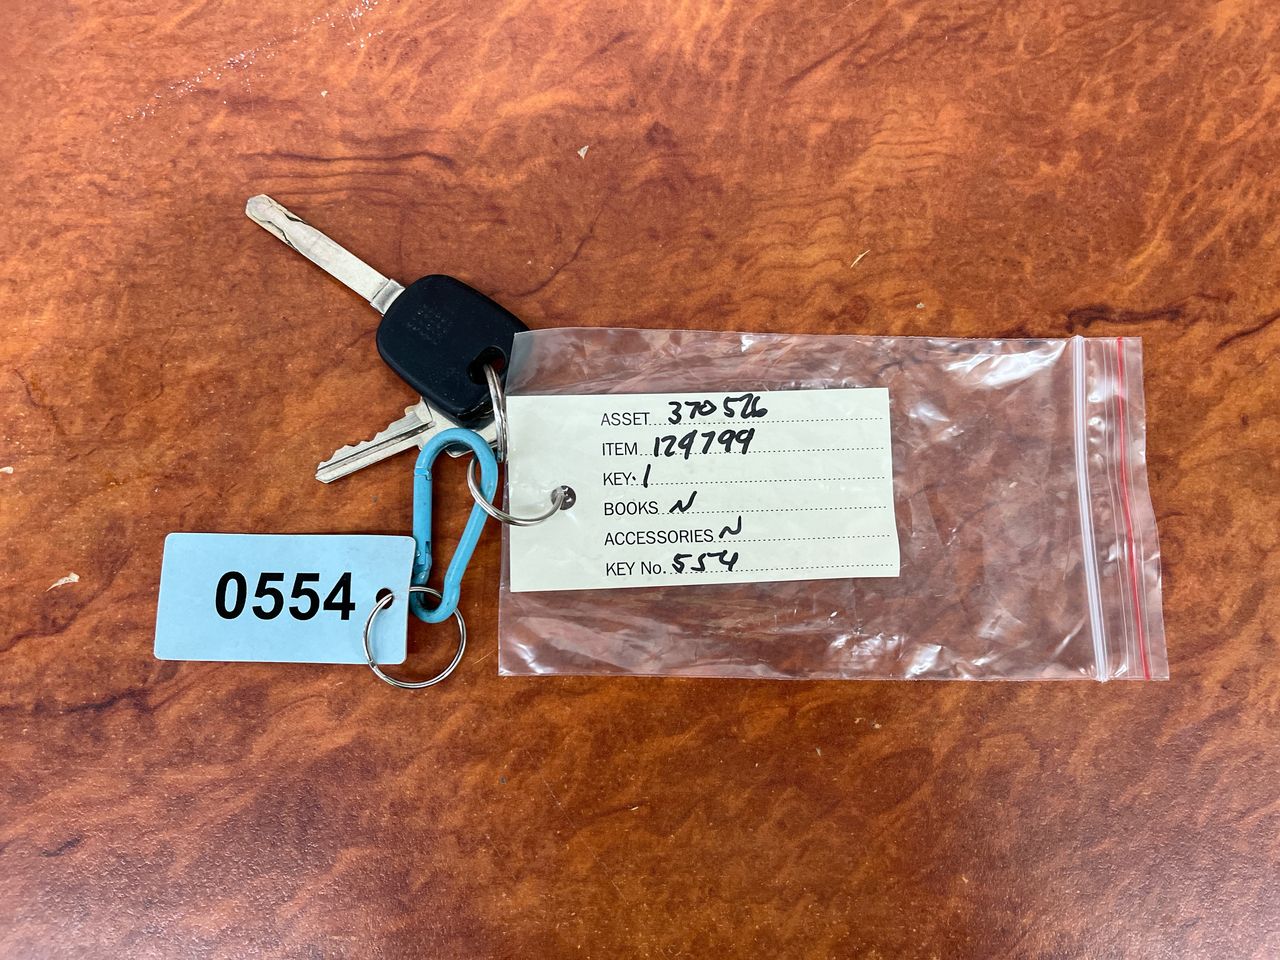 ASSET 370526
ITEM 129799
KEY 1
BOOKS N
ACCESSORIES N
KEY No. 554
0554